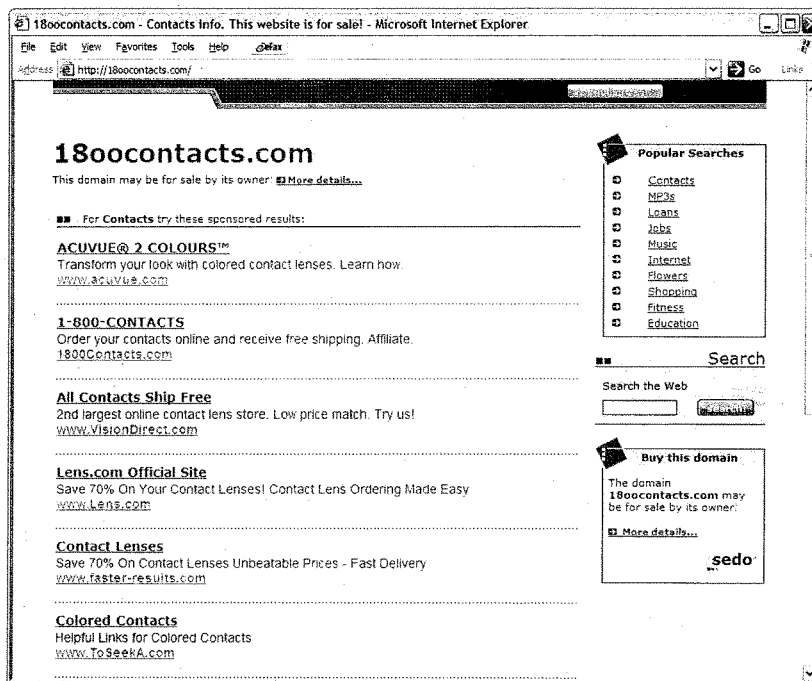 18oocontacts.com - Contacts Info. This website is for sale! - Microsoft Internet Explorer
File Edit View Favorites Tools Help eFax
Address http://18oocontacts.com/ Go Links
18oocontacts.com
This domain may be for sale by its owner: More details...
For Contacts try these sponsored results:
ACUVUE® 2 COLOURS™
Transform your look with colored contact lenses. Learn how.
www.acuvue.com
1-800-CONTACTS
Order your contacts online and receive free shipping. Affiliate.
1800Contacts.com
All Contacts Ship Free
2nd largest online contact lens store. Low price match. Try us!
www.VisionDirect.com
Lens.com Official Site
Save 70% On Your Contact Lenses! Contact Lens Ordering Made Easy
www.Lens.com
Contact Lenses
Save 70% On Contact Lenses Unbeatable Prices - Fast Delivery
www.faster-results.com
Colored Contacts
Helpful Links for Colored Contacts
www.ToSeekA.com
Popular Searches
Contacts
MP3s
Loans
Jobs
Music
Internet
Flowers
Shopping
Fitness
Education
Search
Search the Web
Buy this domain
The domain
18oocontacts.com may
be for sale by its owner:
More details...
sedo